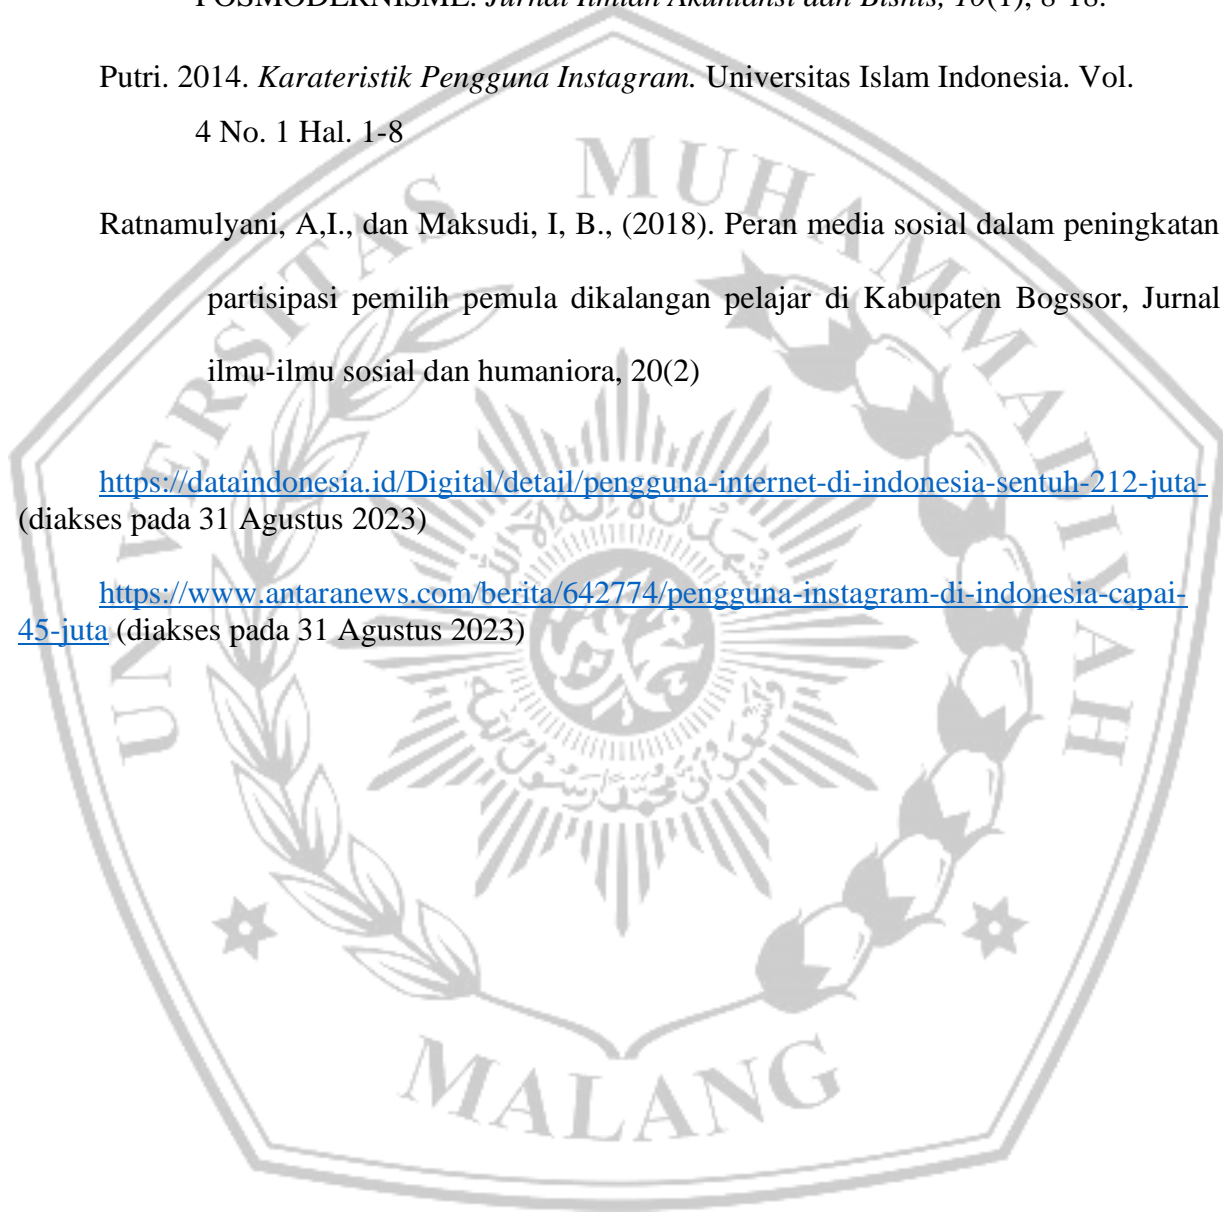 POSMODERNISME. Jurnal Ilmiah Akuntansi dan Bisnis, 10(1), 8-18.
Putri. 2014. Karateristik Pengguna Instagram. Universitas Islam Indonesia. Vol.
4 No. 1 Hal. 1-8
Ratnamulyani, A,I., dan Maksudi, I, B., (2018). Peran media sosial dalam peningkatan
partisipasi pemilih pemula dikalangan pelajar di Kabupaten Bogssor, Jurnal
ilmu-ilmu sosial dan humaniora, 20(2)
https://dataindonesia.id/Digital/detail/pengguna-internet-di-indonesia-sentuh-212-juta-
(diakses pada 31 Agustus 2023)
https://www.antaranews.com/berita/642774/pengguna-instagram-di-indonesia-capai-
45-juta (diakses pada 31 Agustus 2023)
UNIVERSITAS MUHAMMADIYAH
MALANG